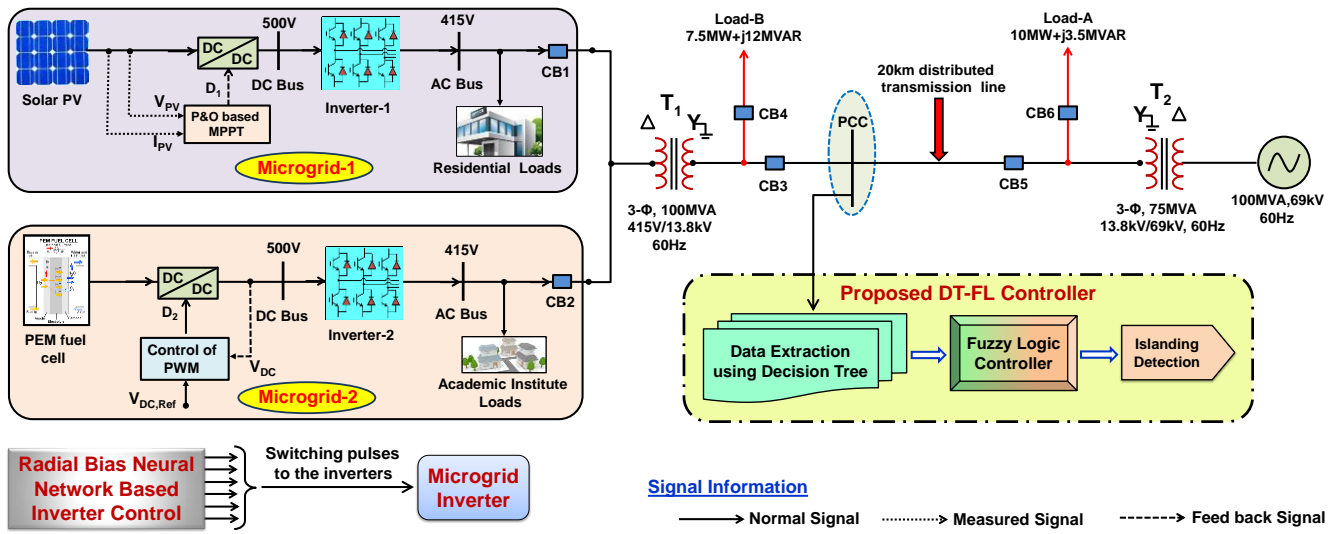 Solar PV
DC
DC
500V
DC Bus
D1
VPV
IPV
P&O based
MPPT
Inverter-1
415V
AC Bus
CB1
Residential Loads
Microgrid-1
PEM FUEL CELL
PEM fuel
cell
DC
DC
D2
Control of
PWM
VDC
VDC,Ref
500V
DC Bus
Inverter-2
415V
AC Bus
CB2
Academic Institute
Loads
Microgrid-2
T1
Δ
Y
3-Φ, 100MVA
415V/13.8kV
60Hz
Load-B
7.5MW+j12MVAR
CB4
CB3
PCC
20km distributed
transmission line
Load-A
10MW+j3.5MVAR
CB6
CB5
T2
Y
Δ
3-Φ, 75MVA
13.8kV/69kV, 60Hz
100MVA,69kV
60Hz
Proposed DT-FL Controller
Data Extraction
using Decision Tree
Fuzzy Logic
Controller
Islanding
Detection
Radial Bias Neural
Network Based
Inverter Control
Switching pulses
to the inverters
Microgrid
Inverter
Signal Information
Normal Signal
Measured Signal
Feed back Signal